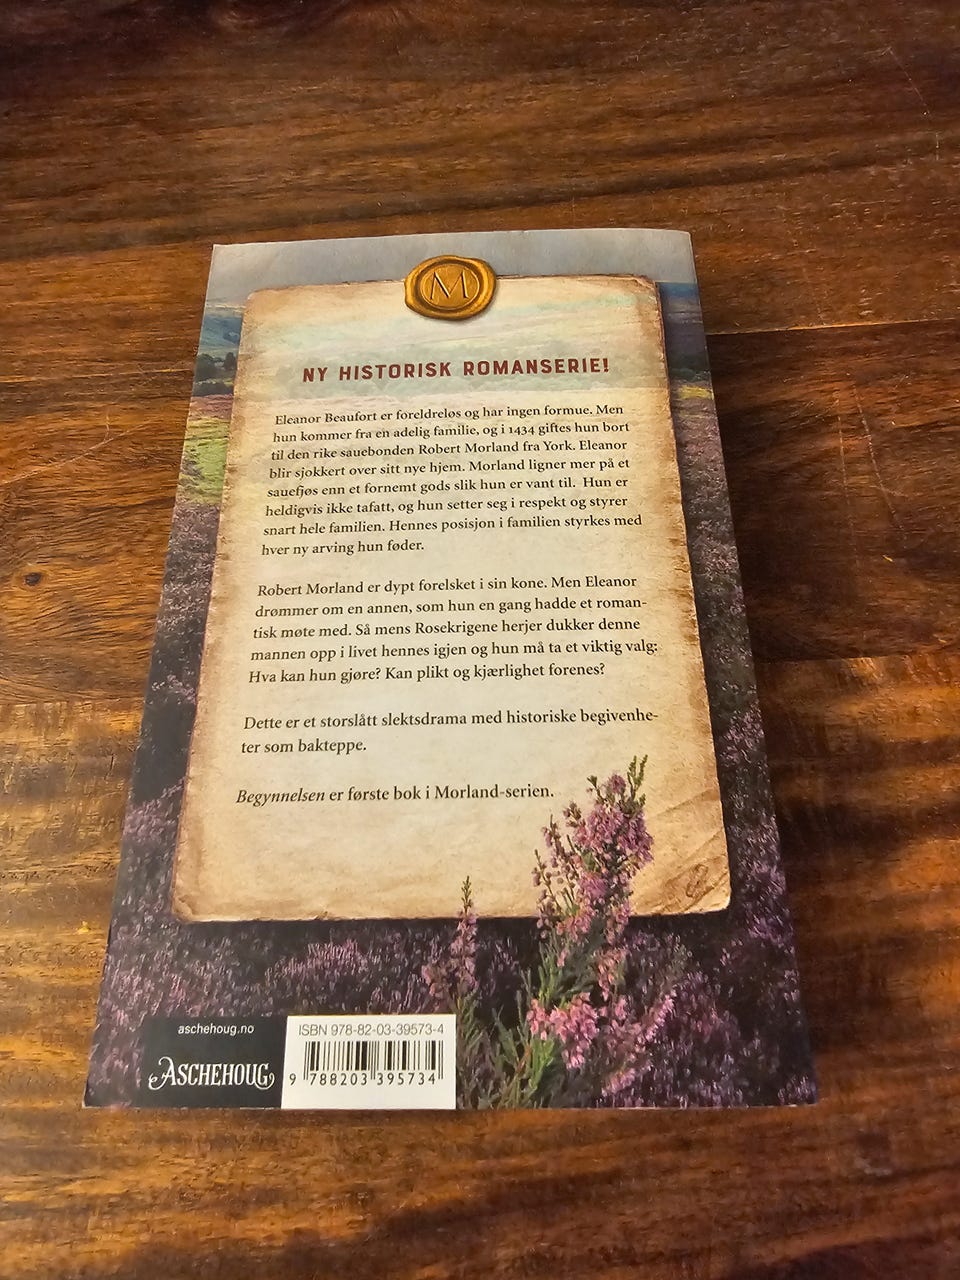 M
NY HISTORISK ROMANSERIE!
Eleanor Beaufort er foreldreløs og har ingen formue. Men
hun kommer fra en adelig familie, og i 1434 giftes hun bort
til den rike sauebonden Robert Morland fra York. Eleanor
blir sjokkert over sitt nye hjem. Morland ligner mer på et
sauefjøs enn et fornemt gods slik hun er vant til. Hun er
heldigvis ikke tafatt, og hun setter seg i respekt og styrer
snart hele familien. Hennes posisjon i familien styrkes med
hver ny arving hun føder.
Robert Morland er dypt forelsket i sin kone. Men Eleanor
drømmer om en annen, som hun en gang hadde et roman-
tisk møte med. Så mens Rosekrigene herjer dukker denne
mannen opp i livet hennes igjen og hun må ta et viktig valg:
Hva kan hun gjøre? Kan plikt og kjærlighet forenes?
Dette er et storslått slektsdrama med historiske begivenhe-
ter som bakteppe.
Begynnelsen er første bok i Morland-serien.
aschehoug.no
ASCHEHOUG
ISBN 978-82-03-39573-4
9 788203 395734